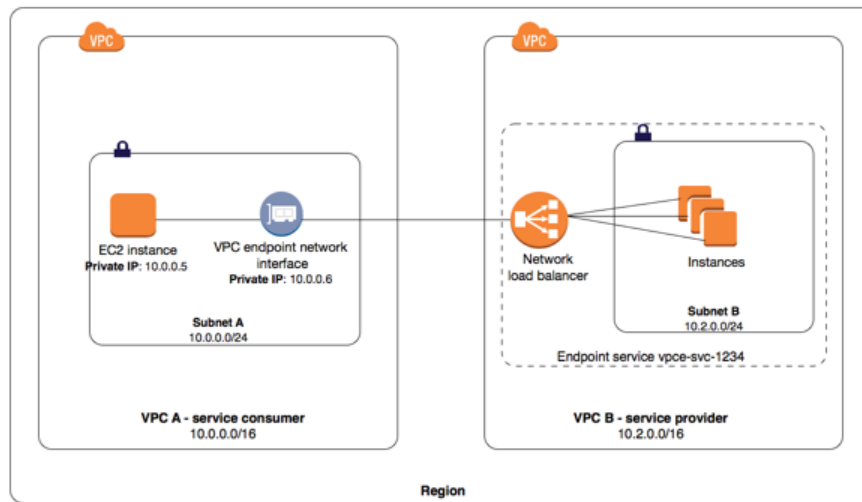 VPC
VPC
EC2 instance
Private IP: 10.0.0.5
VPC endpoint network
interface
Private IP: 10.0.0.6
Subnet A
10.0.0.0/24
VPC A - service consumer
10.0.0.0/16
Network
load balancer
Instances
Subnet B
10.2.0.0/24
Endpoint service vpce-svc-1234
VPC B - service provider
10.2.0.0/16
Region